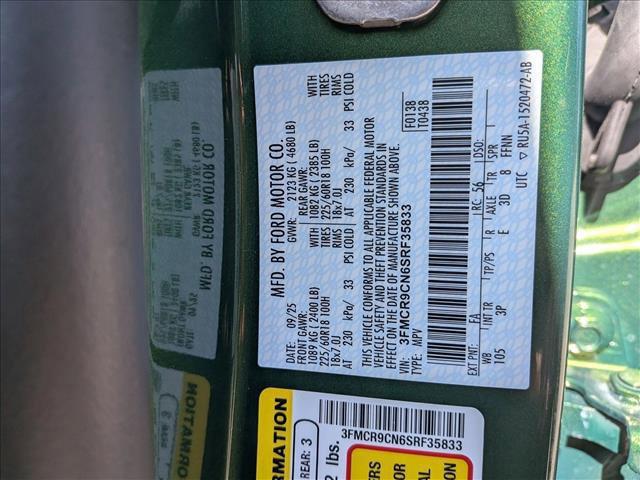 MFD. BY FORD MOTOR CO.
DATE: 09/25
GVWR: 2123 KG ( 4680 LB)
FRONT GAWR: 1089 KG ( 2400 LB)
REAR GAWR: 1082 KG ( 2385 LB)
WITH TIRES RIMS
225/60R18 100H
18x7.0J
AT 230 kPa/ 33 PSI COLD
WITH TIRES RIMS
225/60R18 100H
18x7.0J
AT 230 kPa/ 33 PSI COLD
THIS VEHICLE CONFORMS TO ALL APPLICABLE FEDERAL MOTOR
VEHICLE SAFETY AND THEFT PREVENTION STANDARDS IN
EFFECT ON THE DATE OF MANUFACTURE SHOWN ABOVE.
VIN: 3FMCR9CN6SRF35833
TYPE: MPV
F0138
T0438
EXT PNT: FA RC: 56 DSO:
WB INT TR TP/PS R AXLE TR SPR
105 3P E 3D 8 FFNN
UTC ▽ RU5A-1520472-AB
3FMCR9CN6SRF35833
REAR: 3
lbs.